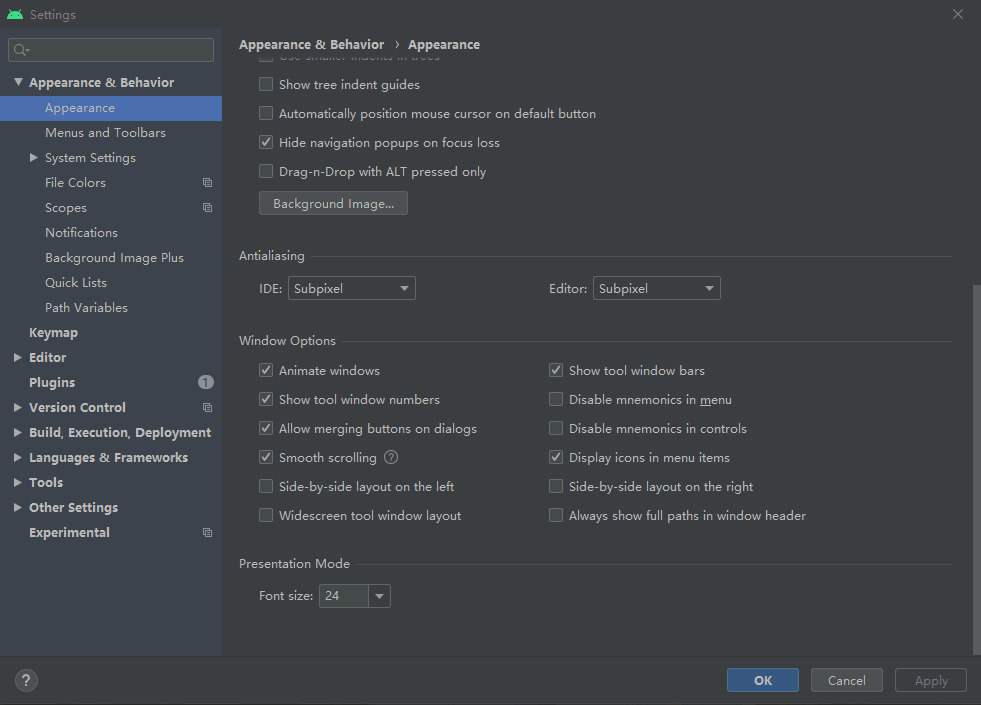 Settings
Appearance & Behavior
Appearance
Menus and Toolbars
System Settings
File Colors
Scopes
Notifications
Background Image Plus
Quick Lists
Path Variables
Keymap
Editor
Plugins 1
Version Control
Build, Execution, Deployment
Languages & Frameworks
Tools
Other Settings
Experimental
Appearance & Behavior › Appearance
Use smaller indents in trees
Show tree indent guides
Automatically position mouse cursor on default button
Hide navigation popups on focus loss
Drag-n-Drop with ALT pressed only
Background Image...
Antialiasing
IDE: Subpixel Editor: Subpixel
Window Options
Animate windows Show tool window bars
Show tool window numbers Disable mnemonics in menu
Allow merging buttons on dialogs Disable mnemonics in controls
Smooth scrolling ? Display icons in menu items
Side-by-side layout on the left Side-by-side layout on the right
Widescreen tool window layout Always show full paths in window header
Presentation Mode
Font size: 24
? OK Cancel Apply